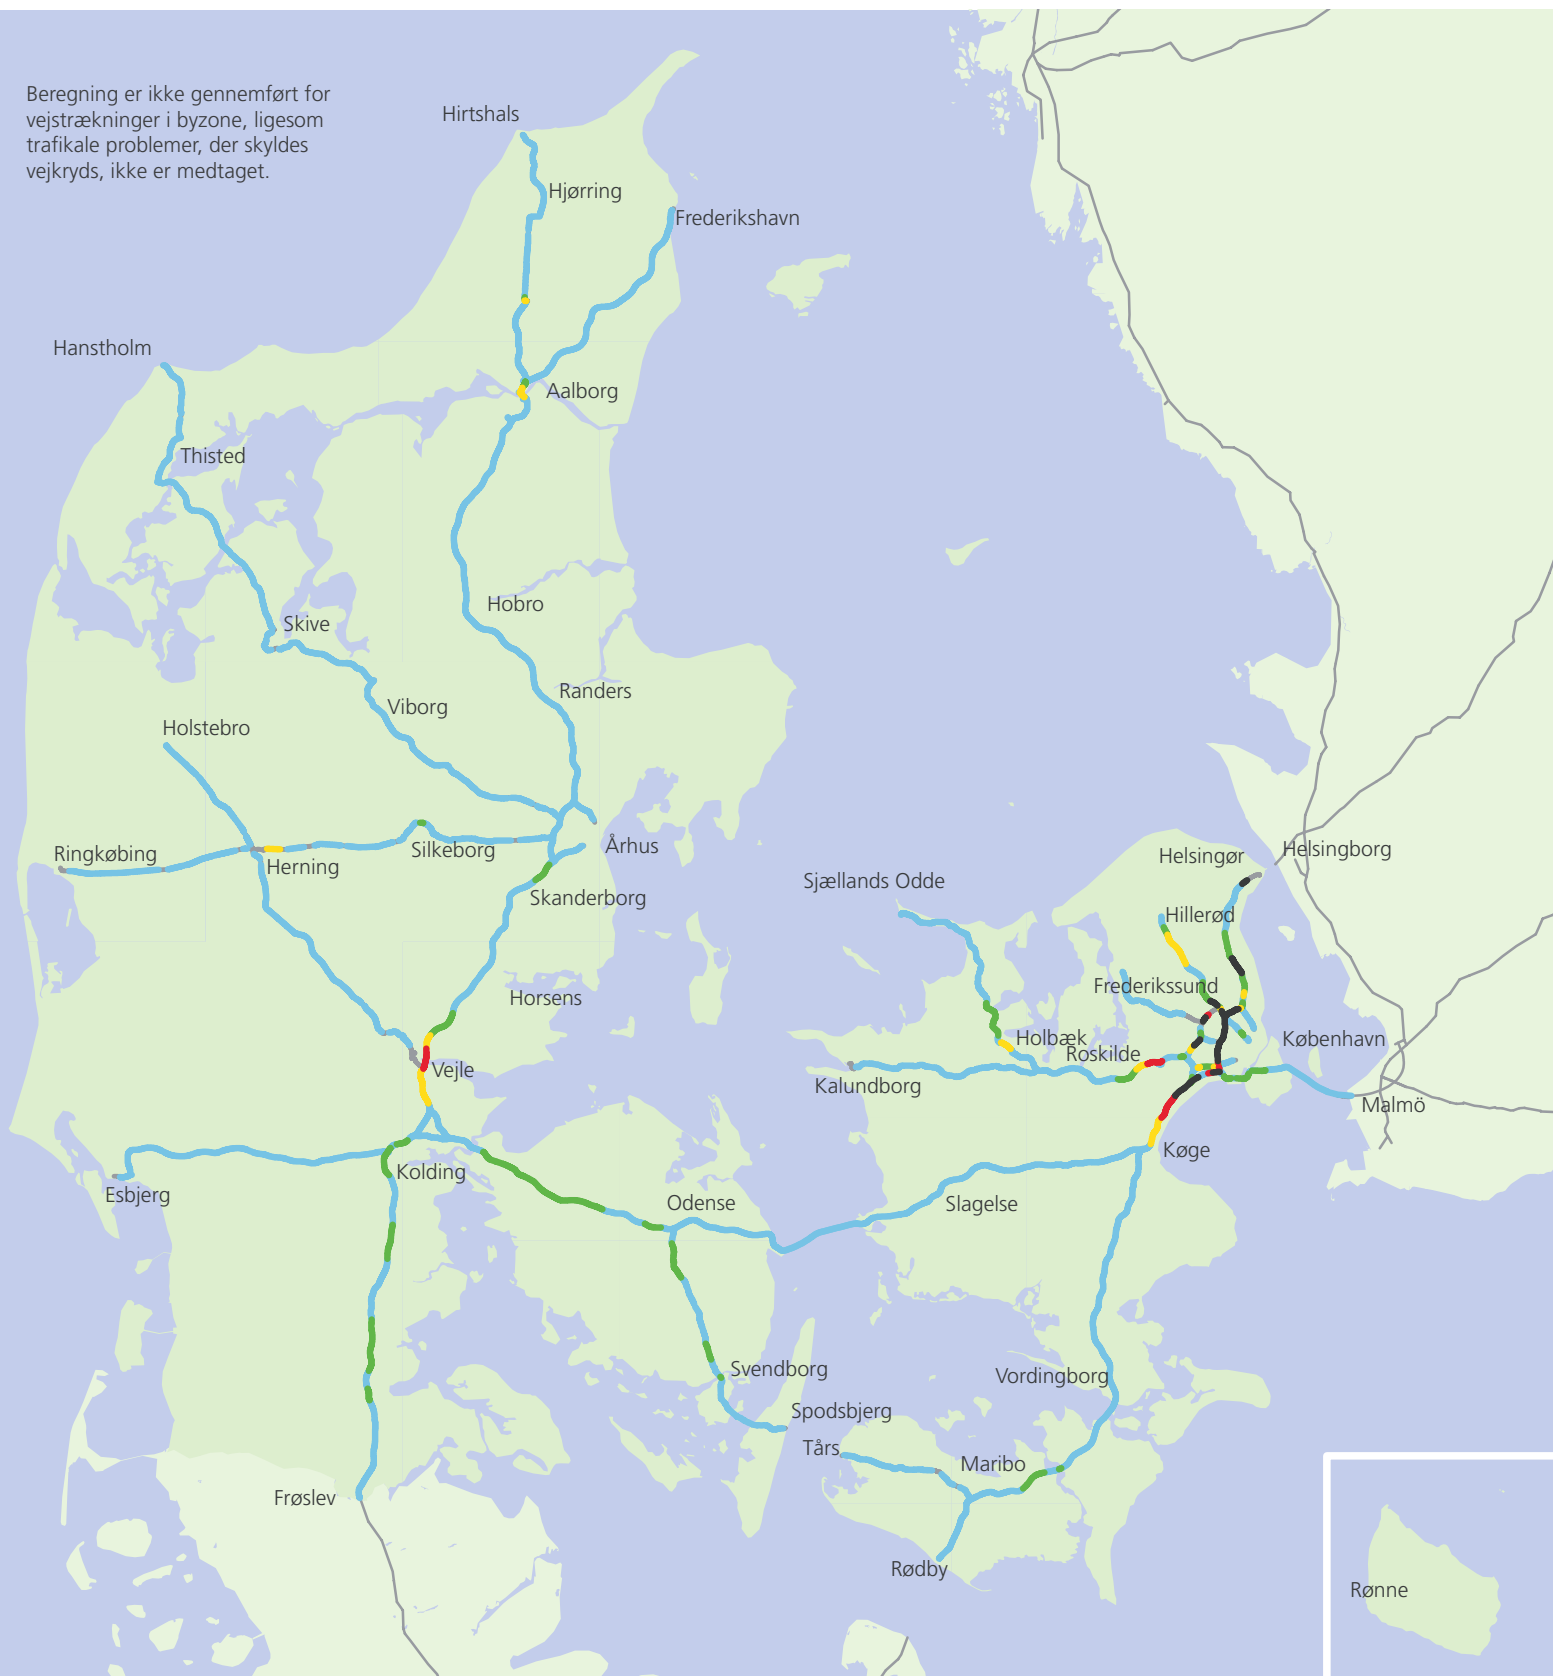 Beregning er ikke gennemført for
vejstrækninger i byzone, ligesom
trafikale problemer, der skyldes
vejkryds, ikke er medtaget.
Hirtshals
Hjørring
Frederikshavn
Hanstholm
Aalborg
Thisted
Hobro
Skive
Randers
Viborg
Holstebro
Århus
Silkeborg
Ringkøbing
Herning
Helsingør
Helsingborg
Sjællands Odde
Skanderborg
Hillerød
Frederikssund
Horsens
Holbæk
København
Roskilde
Vejle
Kalundborg
Malmö
Køge
Kolding
Esbjerg
Odense
Slagelse
Svendborg
Vordingborg
Spodsbjerg
Tårs
Maribo
Frøslev
Rødby
Rønne